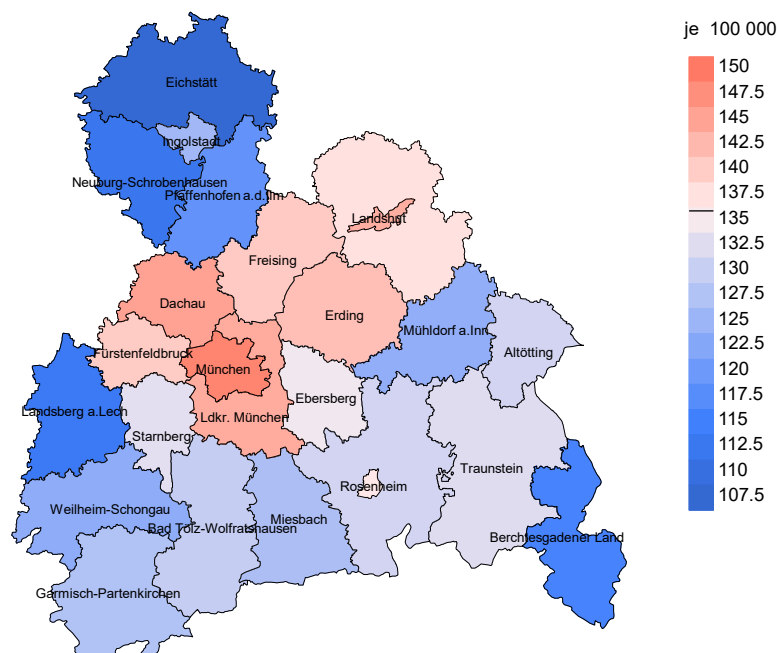 je 100 000
150
147.5
145
142.5
140
137.5
135
132.5
130
127.5
125
122.5
120
117.5
115
112.5
110
107.5
Eichstätt
Ingolstadt
Neuburg-Schrobenhausen
Pfaffenhofen a.d.Ilm
Landshut
Freising
Dachau
Erding
Mühldorf a.Inn
Altötting
Fürstenfeldbruck
München
Ebersberg
Landsberg a.Lech
Ldkr. München
Starnberg
Traunstein
Rosenheim
Weilheim-Schongau
Miesbach
Bad Tölz-Wolfratshausen
Berchtesgadener Land
Garmisch-Partenkirchen